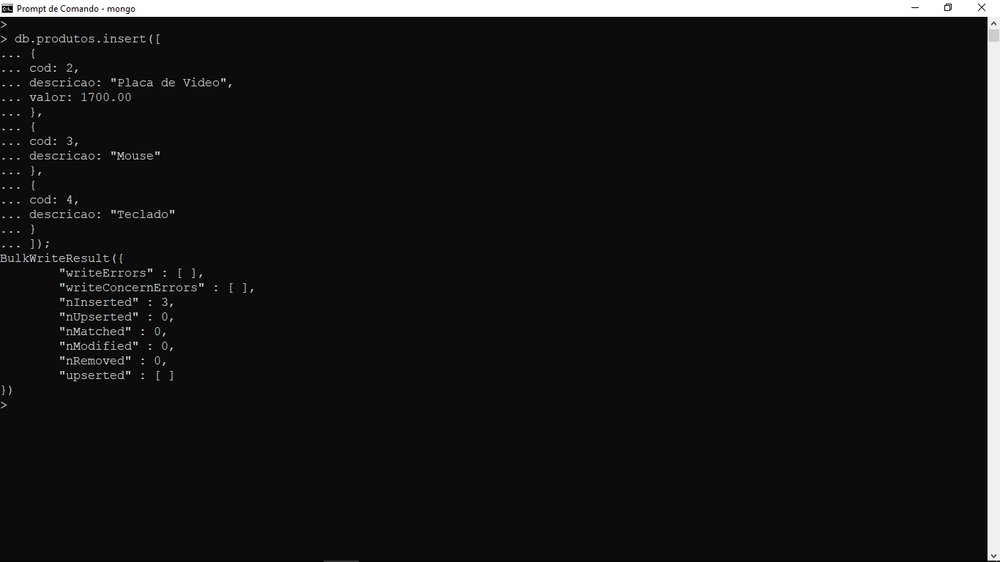 Prompt de Comando - mongo
>
> db.produtos.insert([
... {
... cod: 2,
... descricao: "Placa de Video",
... valor: 1700.00
... },
... {
... cod: 3,
... descricao: "Mouse"
... },
... {
... cod: 4,
... descricao: "Teclado"
... }
... ]);
BulkWriteResult({
        "writeErrors" : [ ],
        "writeConcernErrors" : [ ],
        "nInserted" : 3,
        "nUpserted" : 0,
        "nMatched" : 0,
        "nModified" : 0,
        "nRemoved" : 0,
        "upserted" : [ ]
})
>